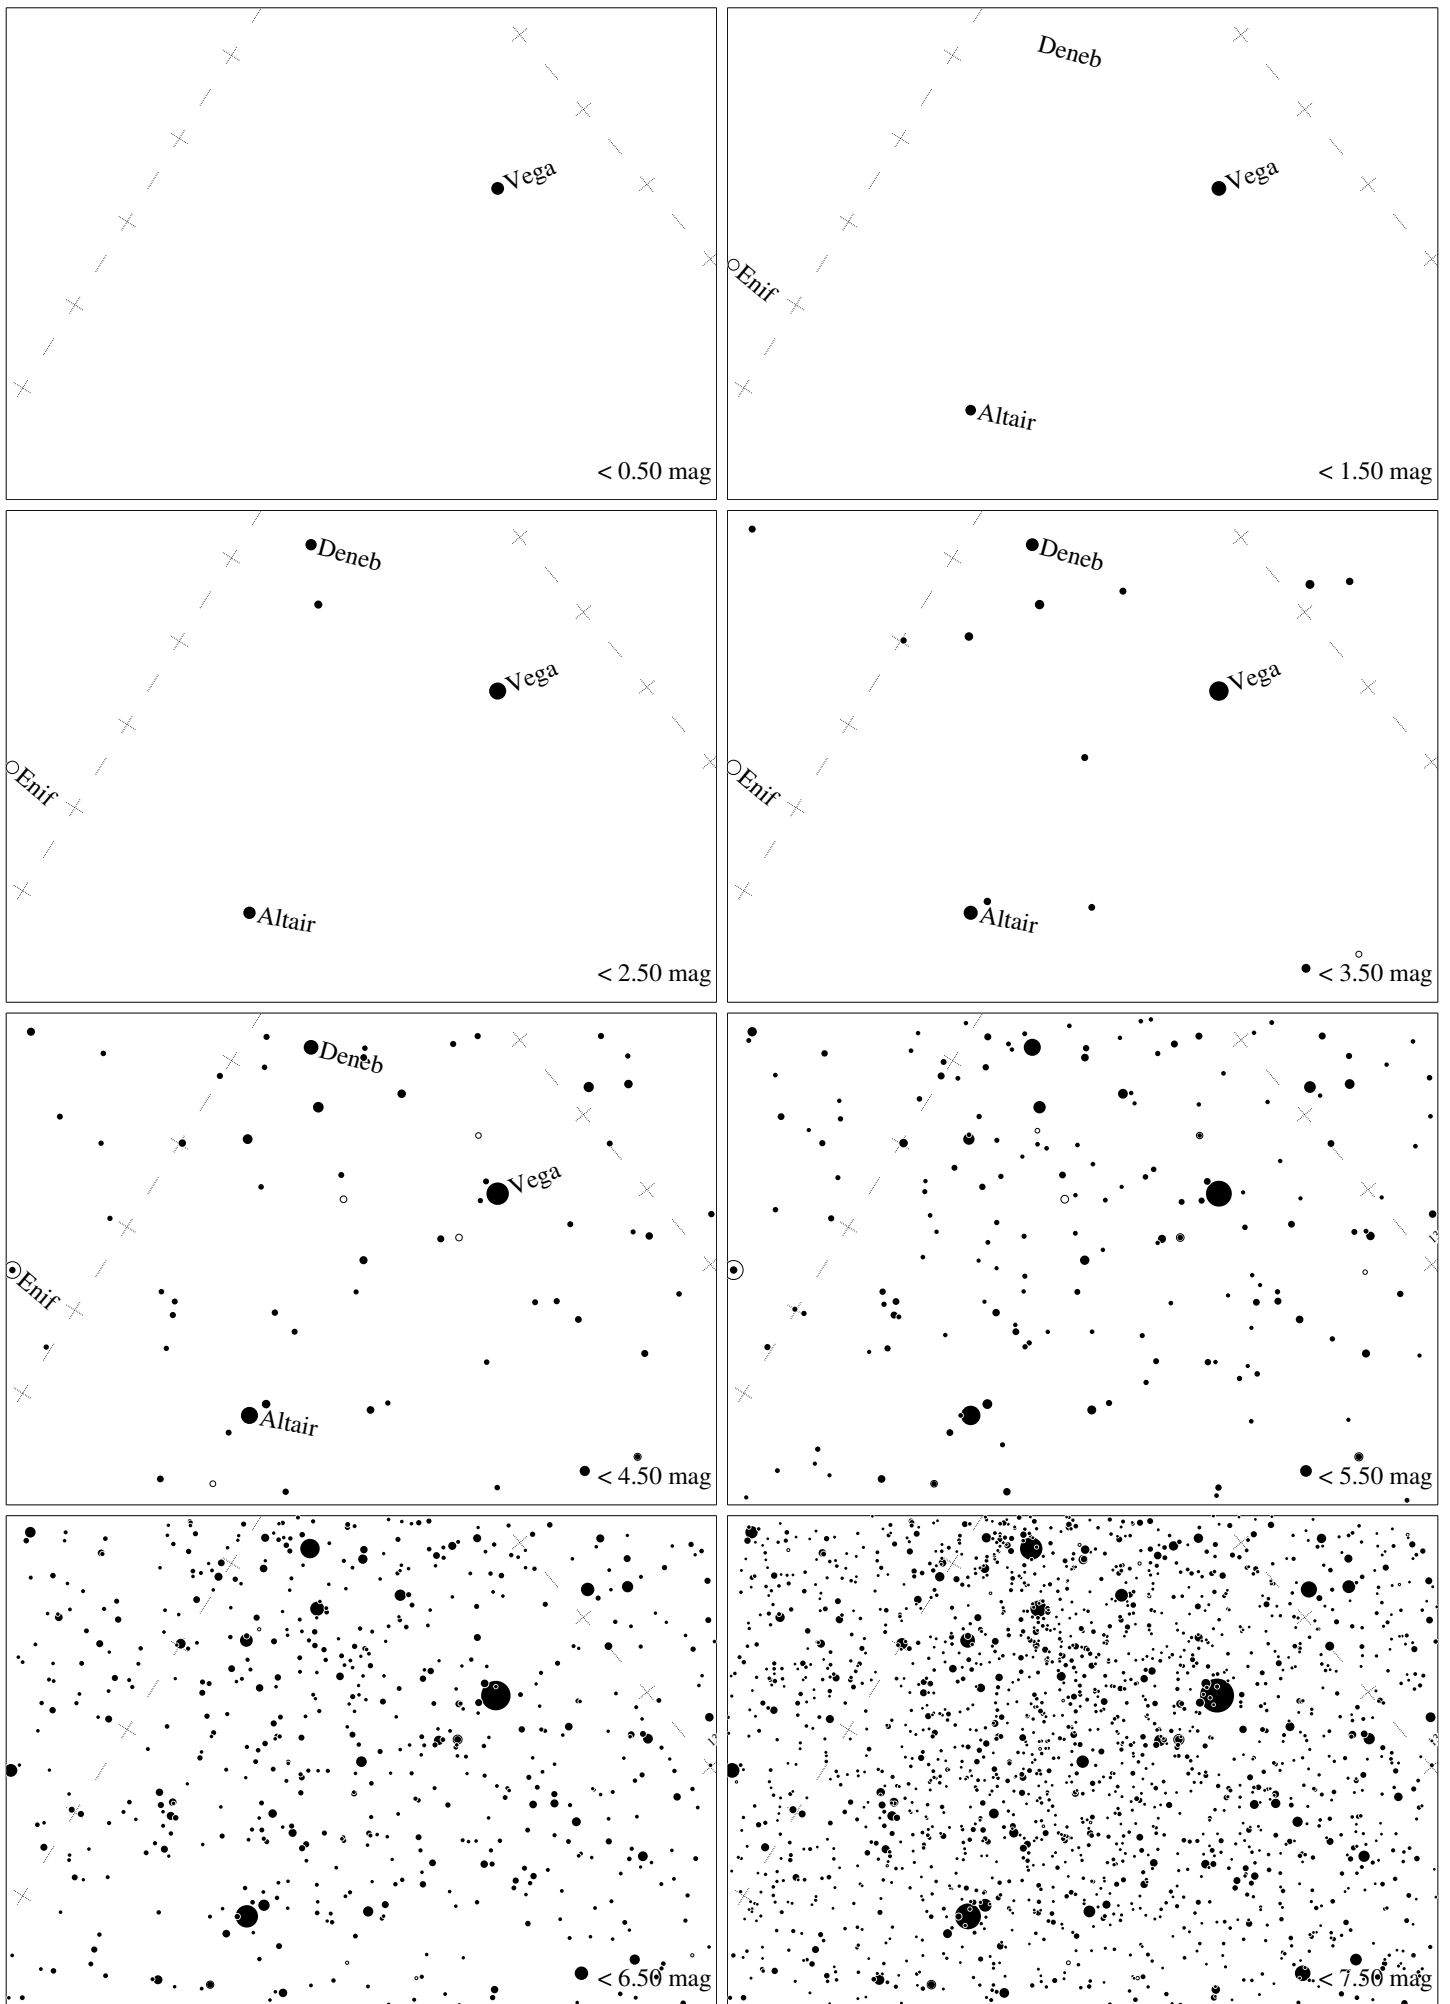 Vega
< 0.50 mag
Deneb
Vega
Enif
Altair
< 1.50 mag
Deneb
Vega
Enif
Altair
< 2.50 mag
Deneb
Vega
Enif
Altair
< 3.50 mag
Deneb
Vega
Enif
Altair
< 4.50 mag
< 5.50 mag
< 6.50 mag
< 7.50 mag